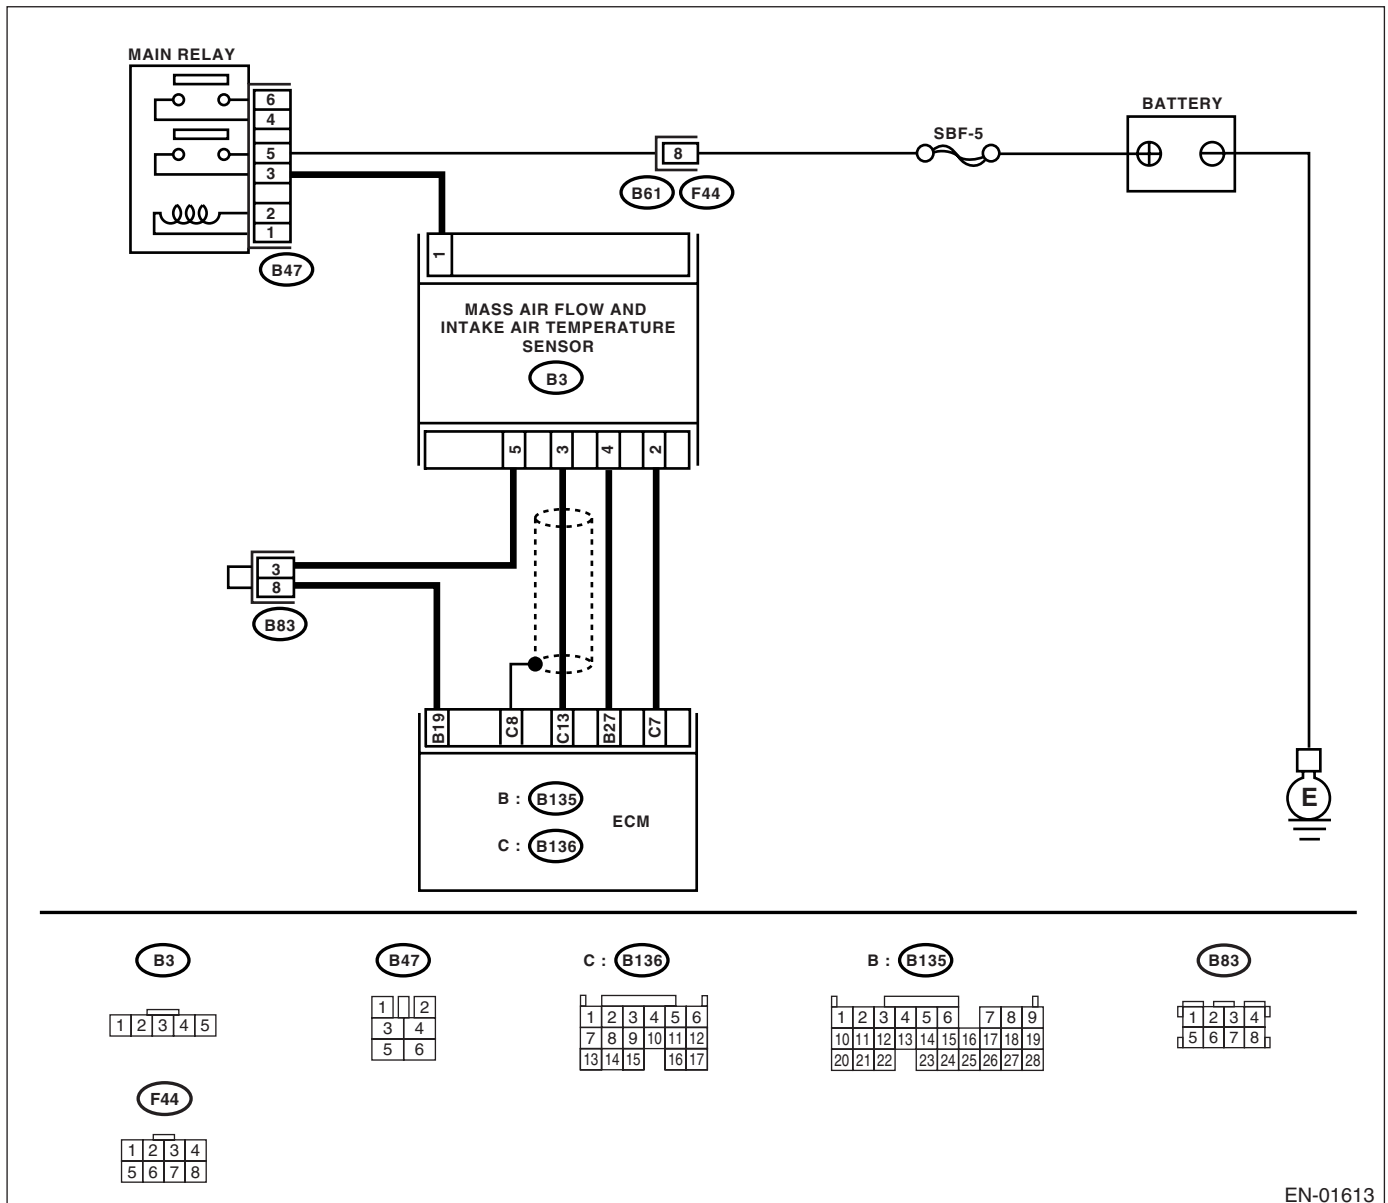 MAIN RELAY
6
4
5
3
2
1
B47
8
B61 F44
SBF-5
BATTERY
1
MASS AIR FLOW AND
INTAKE AIR TEMPERATURE
SENSOR
B3
5 3 4 2
3
8
B83
B19 C8 C13 B27 C7
B : B135
ECM
C : B136
E
B3
1 2 3 4 5
B47
1 2
3 4
5 6
C : B136
1 2 3 4 5 6
7 8 9 10 11 12
13 14 15 16 17
B : B135
1 2 3 4 5 6 7 8 9
10 11 12 13 14 15 16 17 18 19
20 21 22 23 24 25 26 27 28
B83
1 2 3 4
5 6 7 8
F44
1 2 3 4
5 6 7 8
EN-01613